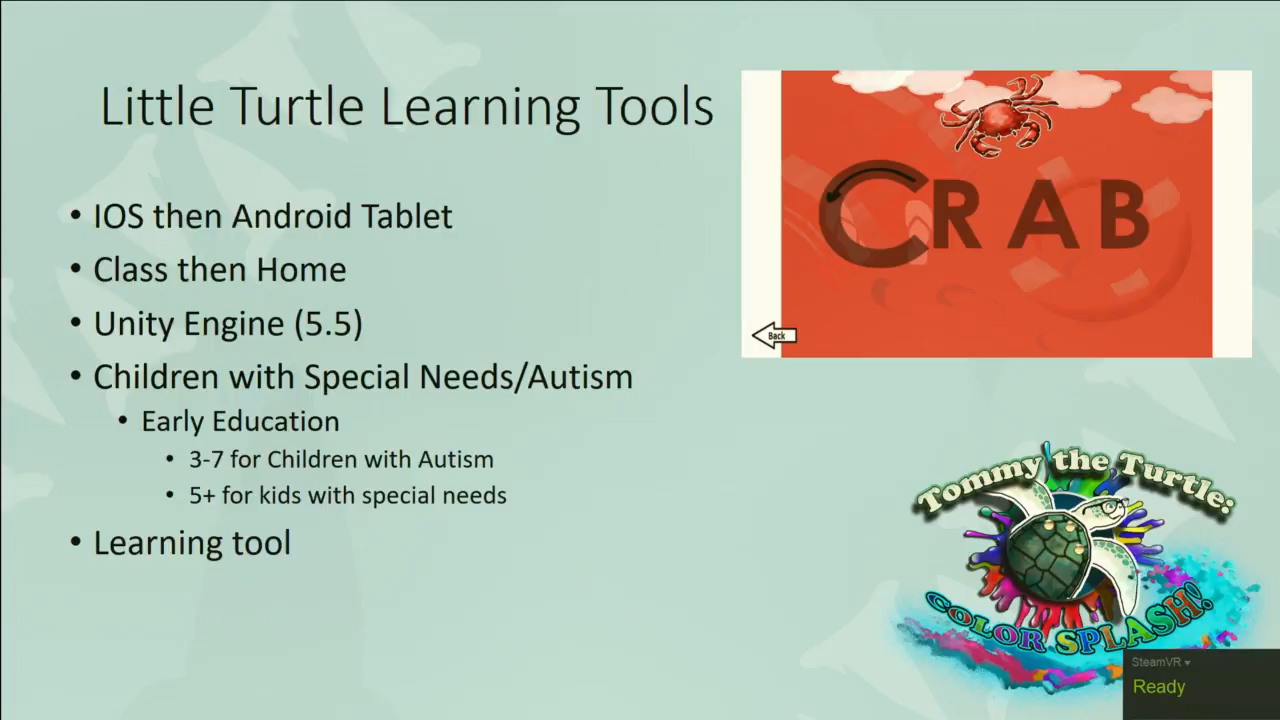 Little Turtle Learning Tools
• IOS then Android Tablet
• Class then Home
• Unity Engine (5.5)
• Children with Special Needs/Autism
• Early Education
• 3-7 for Children with Autism
• 5+ for kids with special needs
• Learning tool
CRAB
Back
Tommy the Turtle:
COLOR SPLASH!
SteamVR
Ready